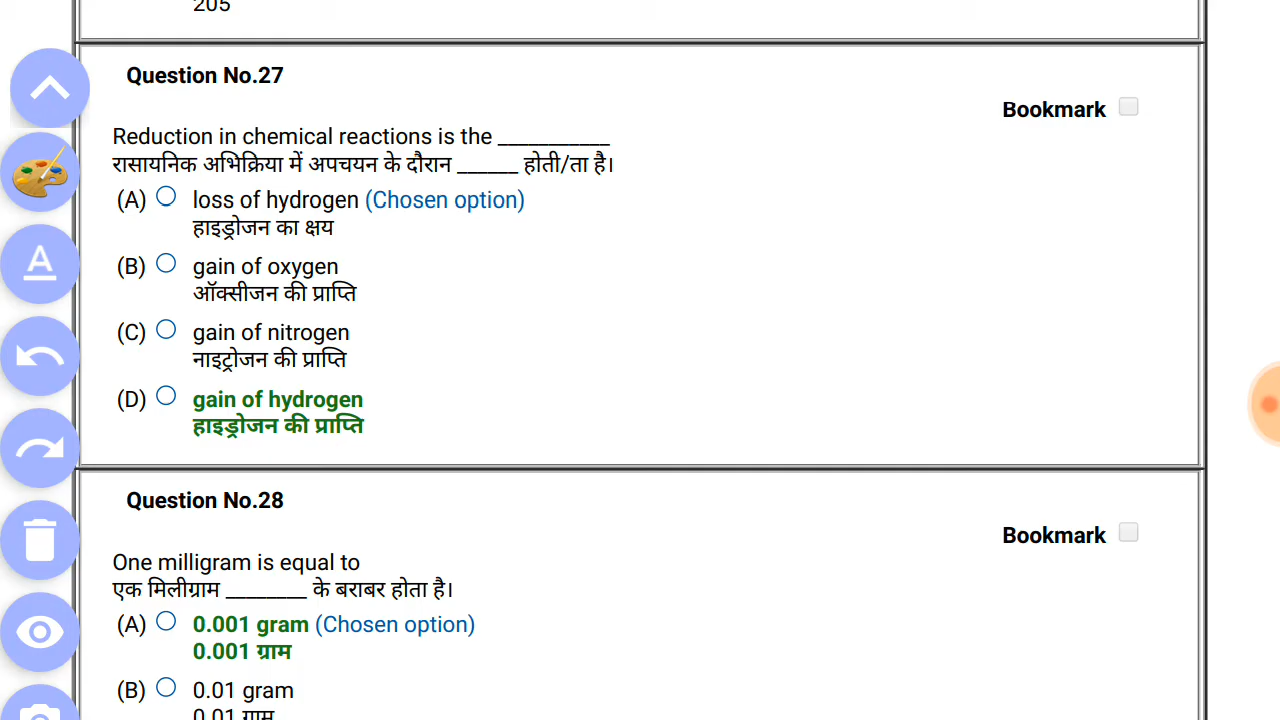 205
Question No.27
Bookmark
Reduction in chemical reactions is the ___________
रासायनिक अभिक्रिया में अपचयन के दौरान ______ होती/ता है।
(A) loss of hydrogen (Chosen option)
हाइड्रोजन का क्षय
(B) gain of oxygen
ऑक्सीजन की प्राप्ति
(C) gain of nitrogen
नाइट्रोजन की प्राप्ति
(D) gain of hydrogen
हाइड्रोजन की प्राप्ति
Question No.28
Bookmark
One milligram is equal to
एक मिलीग्राम ________ के बराबर होता है।
(A) 0.001 gram (Chosen option)
0.001 ग्राम
(B) 0.01 gram
0.01 ग्राम
A